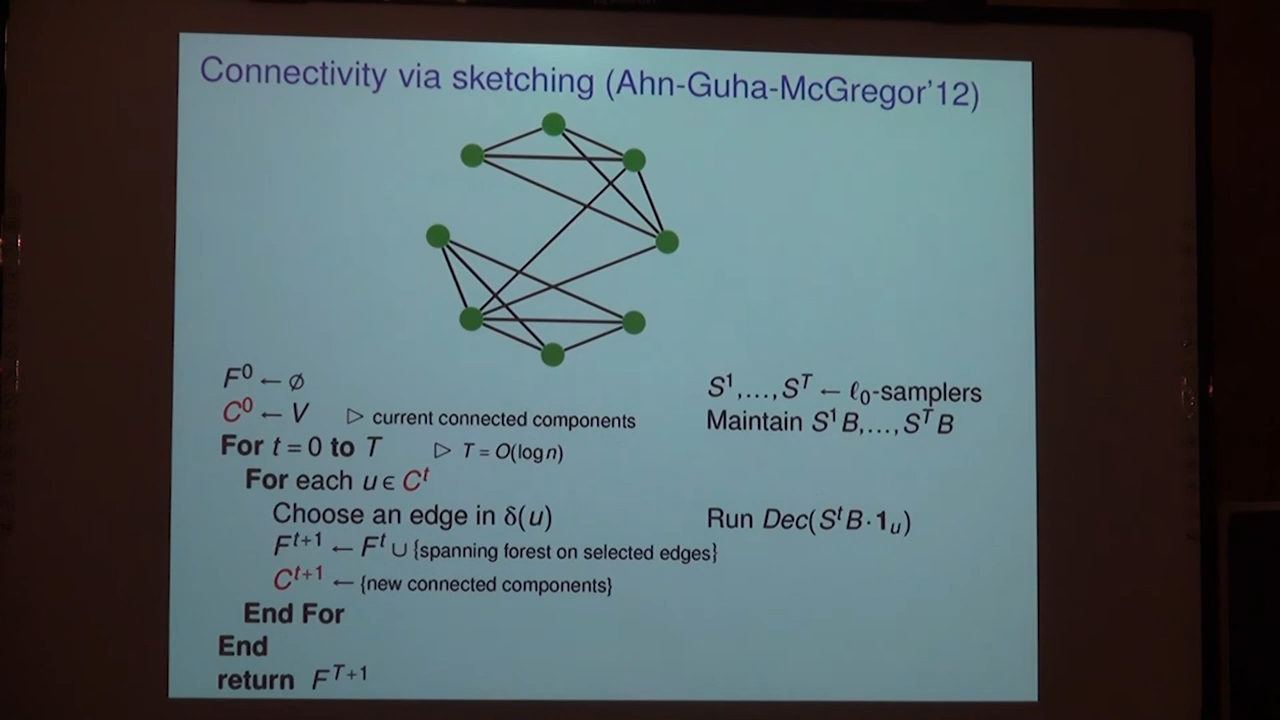 Connectivity via sketching (Ahn-Guha-McGregor'12)
F⁰ ← ∅
S¹,…,Sᵀ ← ℓ₀-samplers
C⁰ ← V ▷ current connected components
Maintain S¹B,…,SᵀB
For t = 0 to T ▷ T = O(log n)
For each u ∈ Cᵗ
Choose an edge in δ(u)
Run Dec(SᵗB·1ᵤ)
Fᵗ⁺¹ ← Fᵗ ∪ {spanning forest on selected edges}
Cᵗ⁺¹ ← {new connected components}
End For
End
return Fᵀ⁺¹